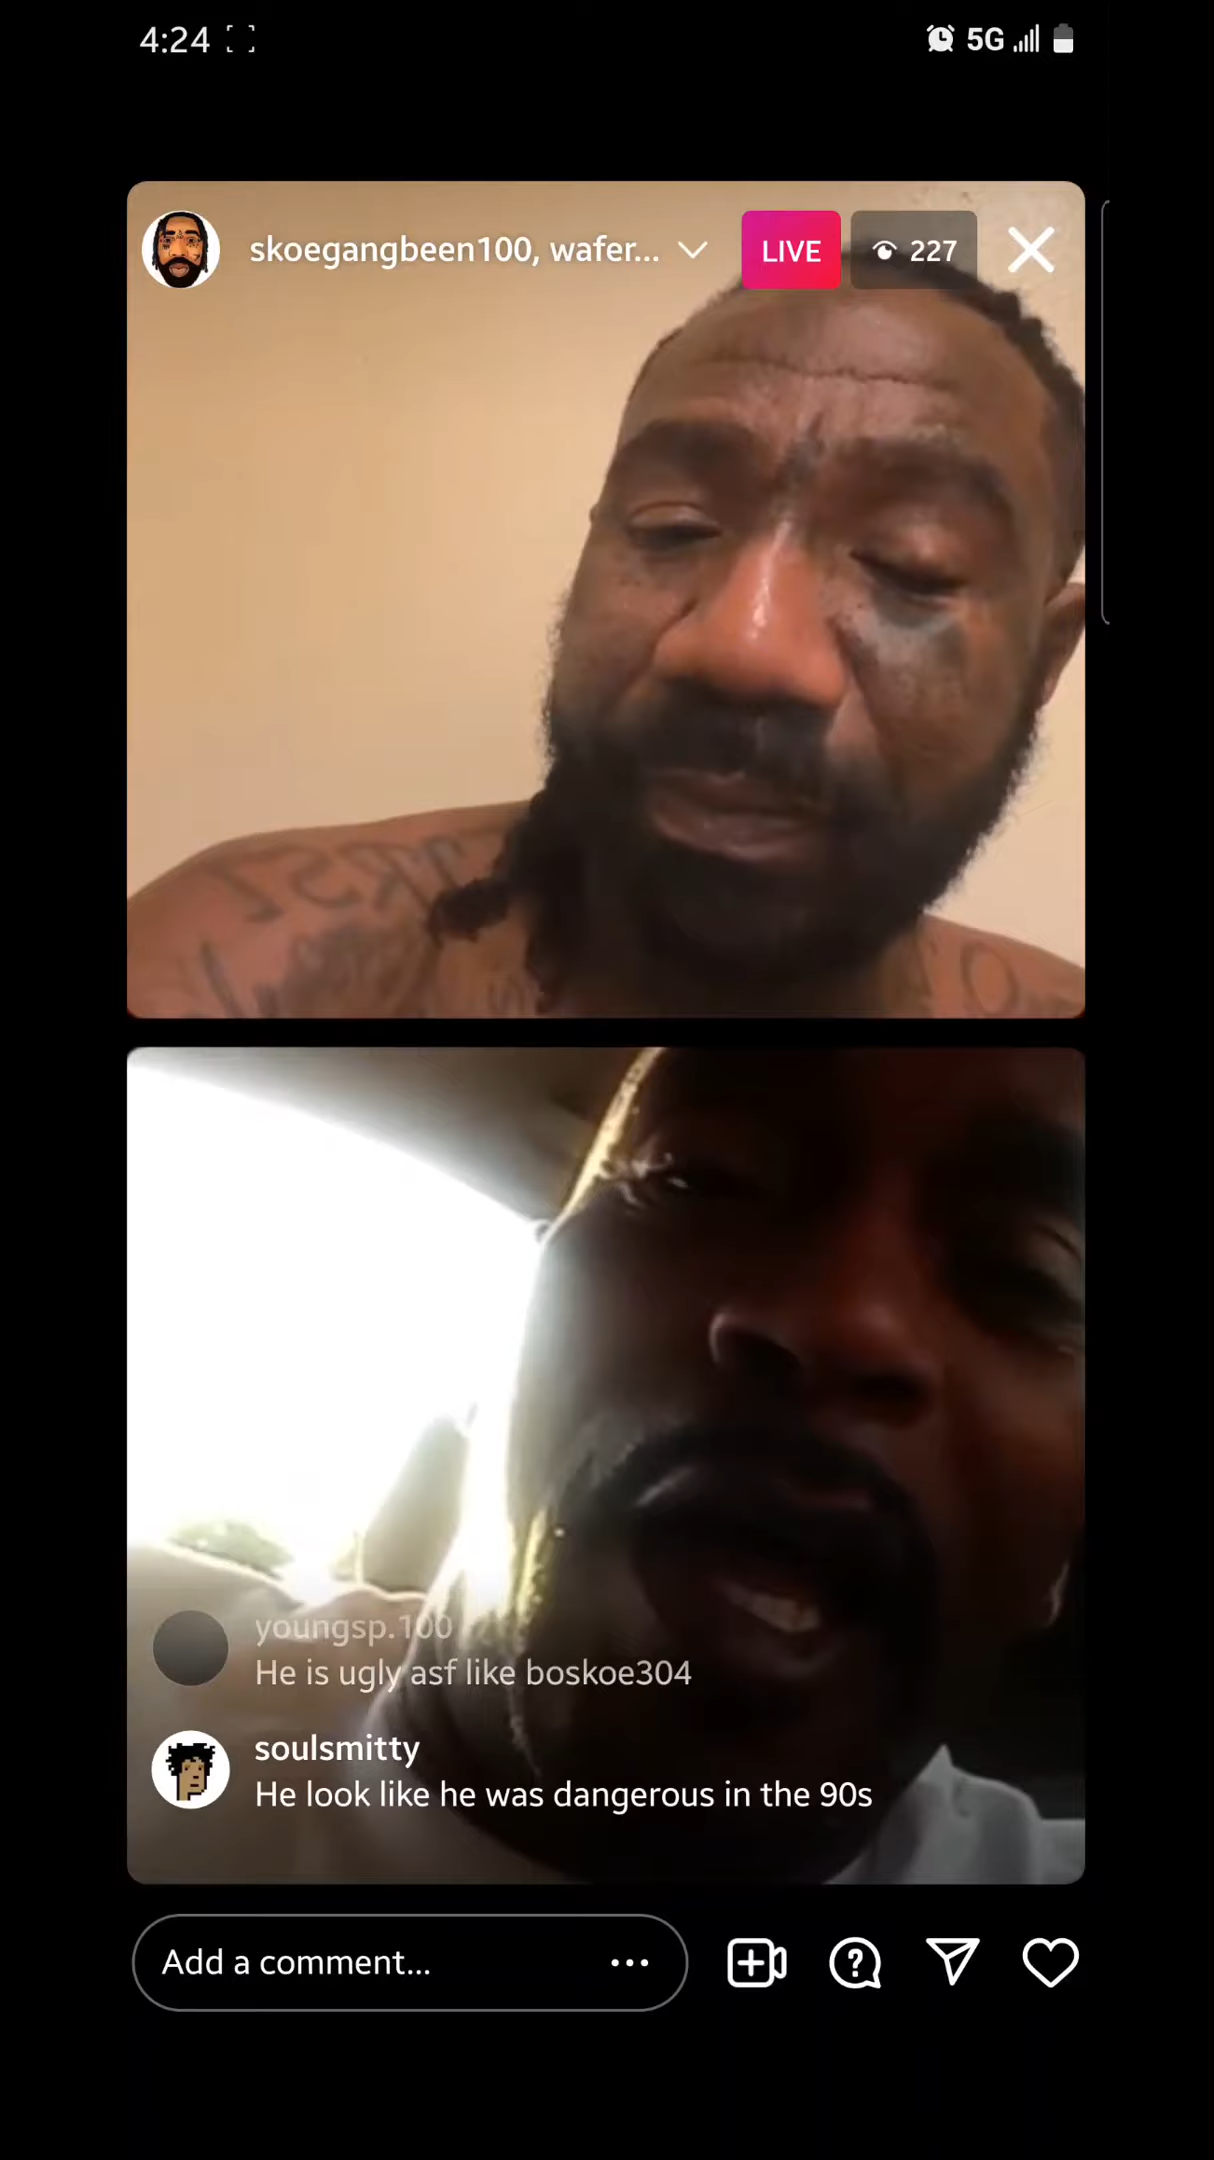 4:24 5G
skoegangbeen100, wafer... LIVE 227
youngsp.100
He is ugly asf like boskoe304
soulsmitty
He look like he was dangerous in the 90s
Add a comment...